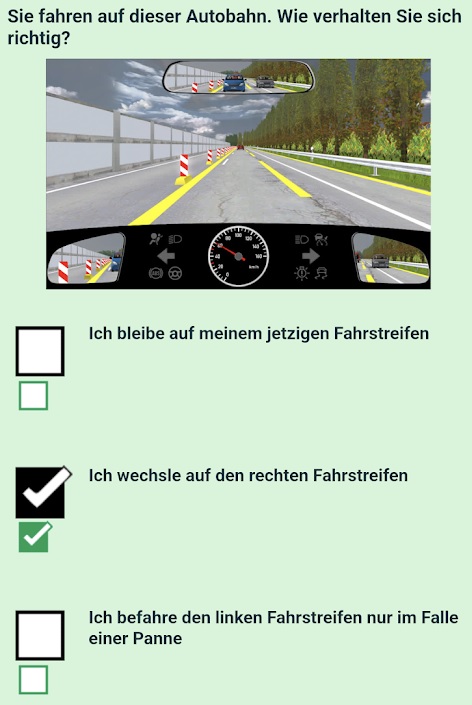 Sie fahren auf dieser Autobahn. Wie verhalten Sie sich
richtig?
Ich bleibe auf meinem jetzigen Fahrstreifen
Ich wechsle auf den rechten Fahrstreifen
Ich befahre den linken Fahrstreifen nur im Falle
einer Panne